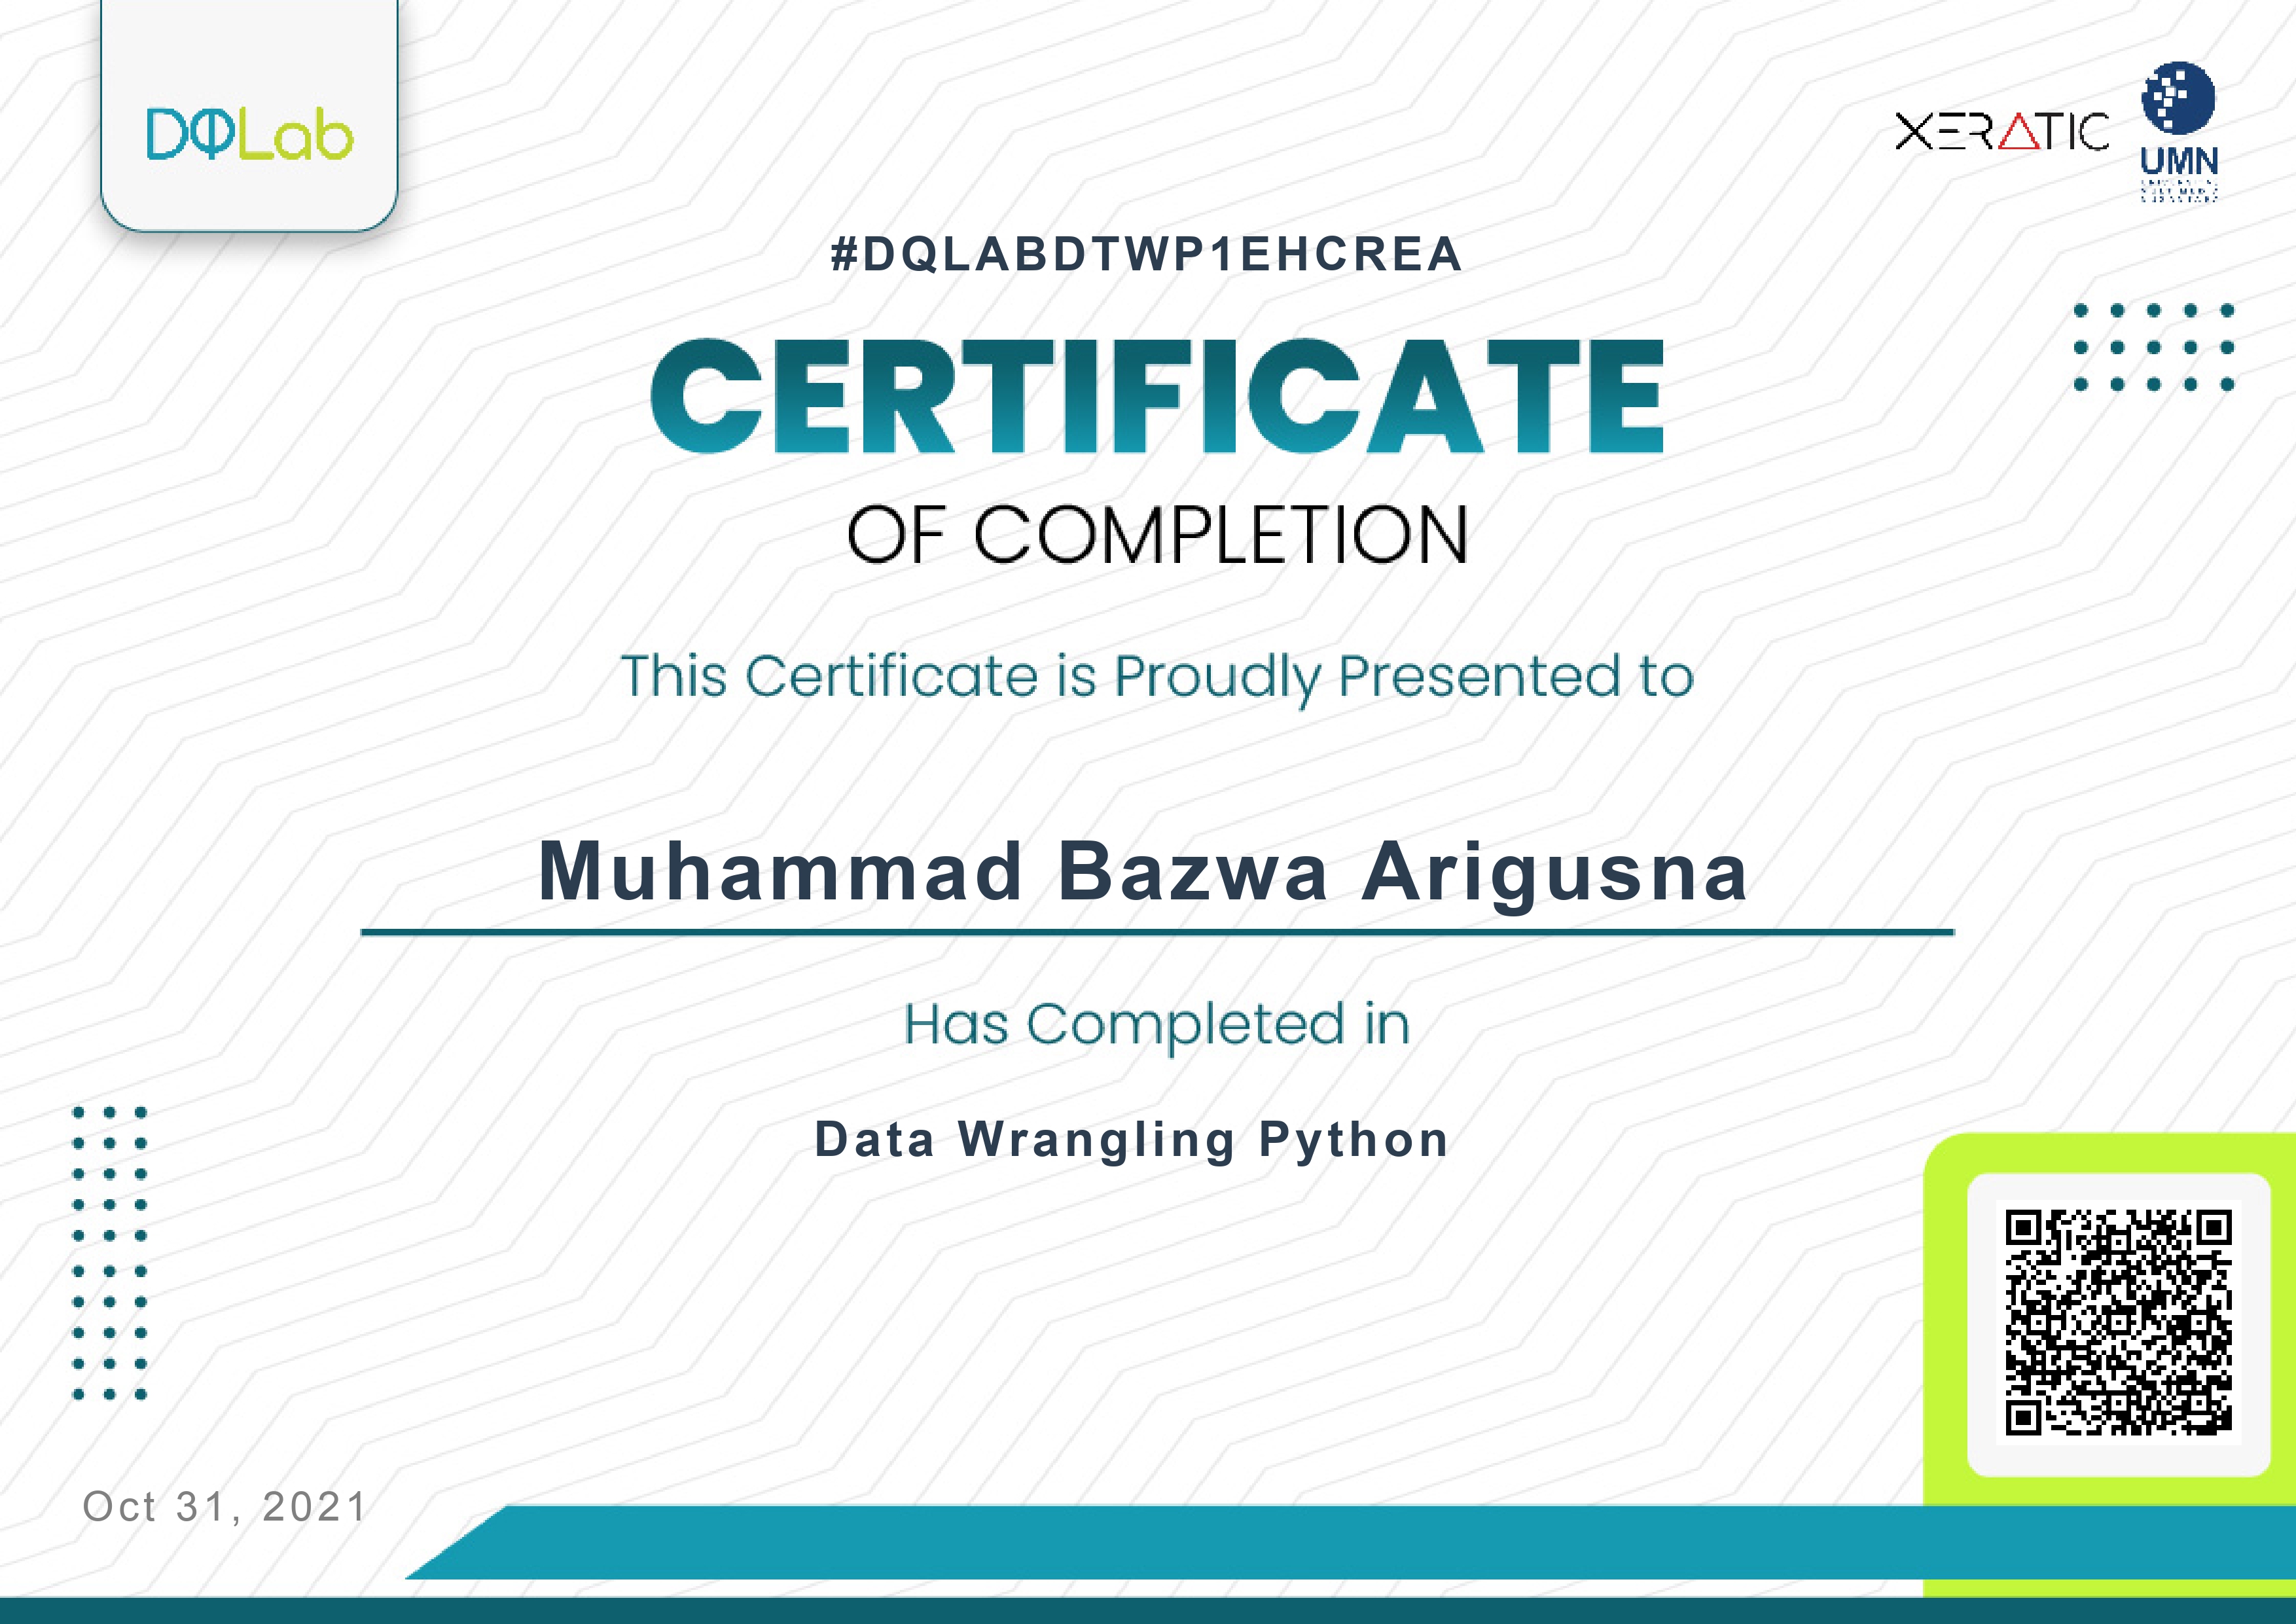 DQLab
XERATIC
UMN
#DQLABDTWP1EHCREA
CERTIFICATE
OF COMPLETION
This Certificate is Proudly Presented to
Muhammad Bazwa Arigusna
Has Completed in
Data Wrangling Python
Oct 31, 2021